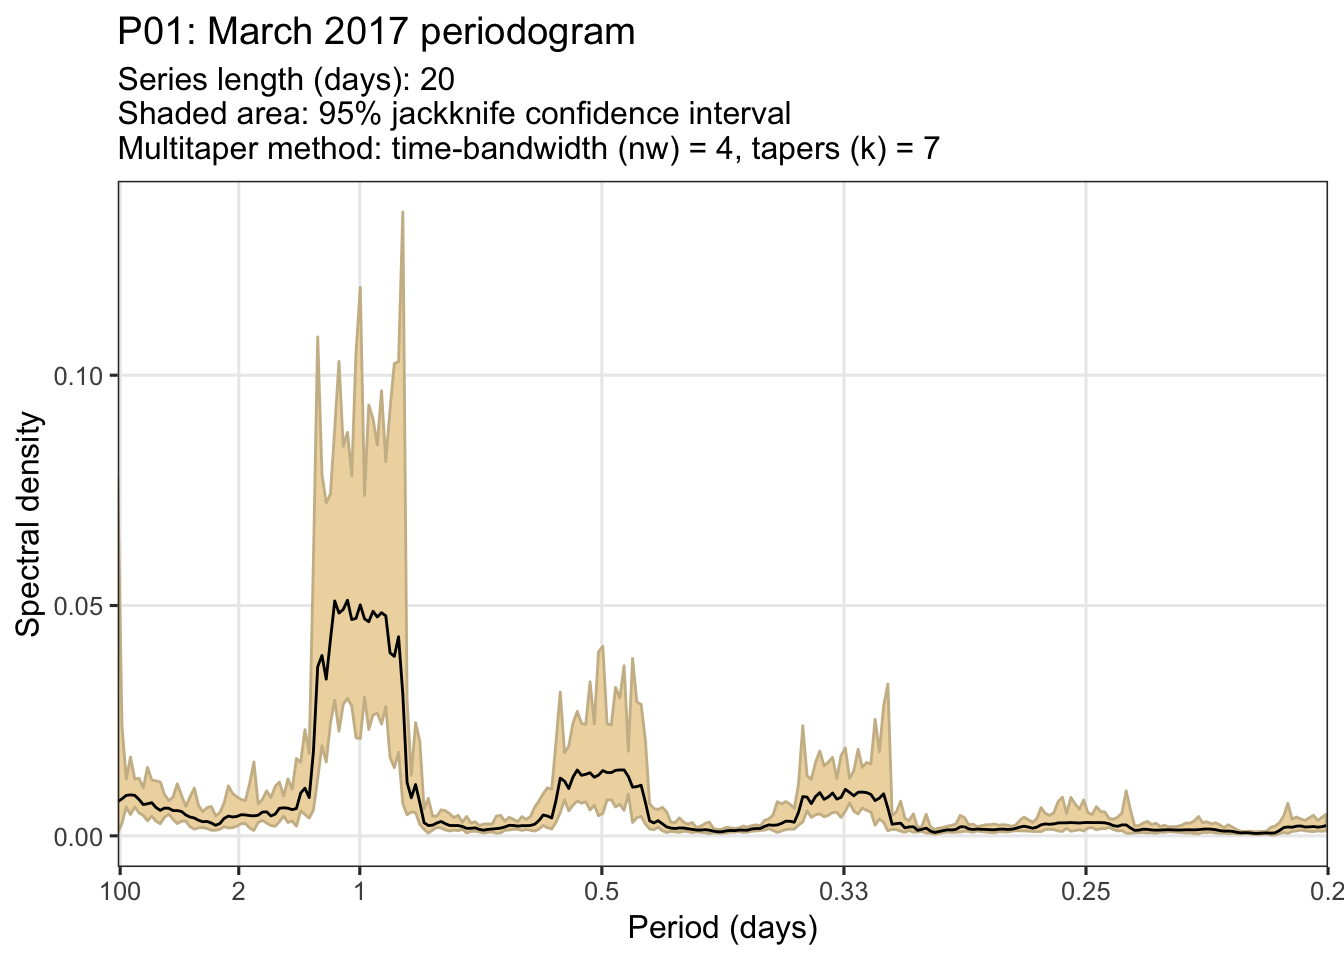 P01: March 2017 periodogram
Series length (days): 20
Shaded area: 95% jackknife confidence interval
Multitaper method: time-bandwidth (nw) = 4, tapers (k) = 7
Spectral density
0.10
0.05
0.00
100 2 1 0.5 0.33 0.25 0.2
Period (days)